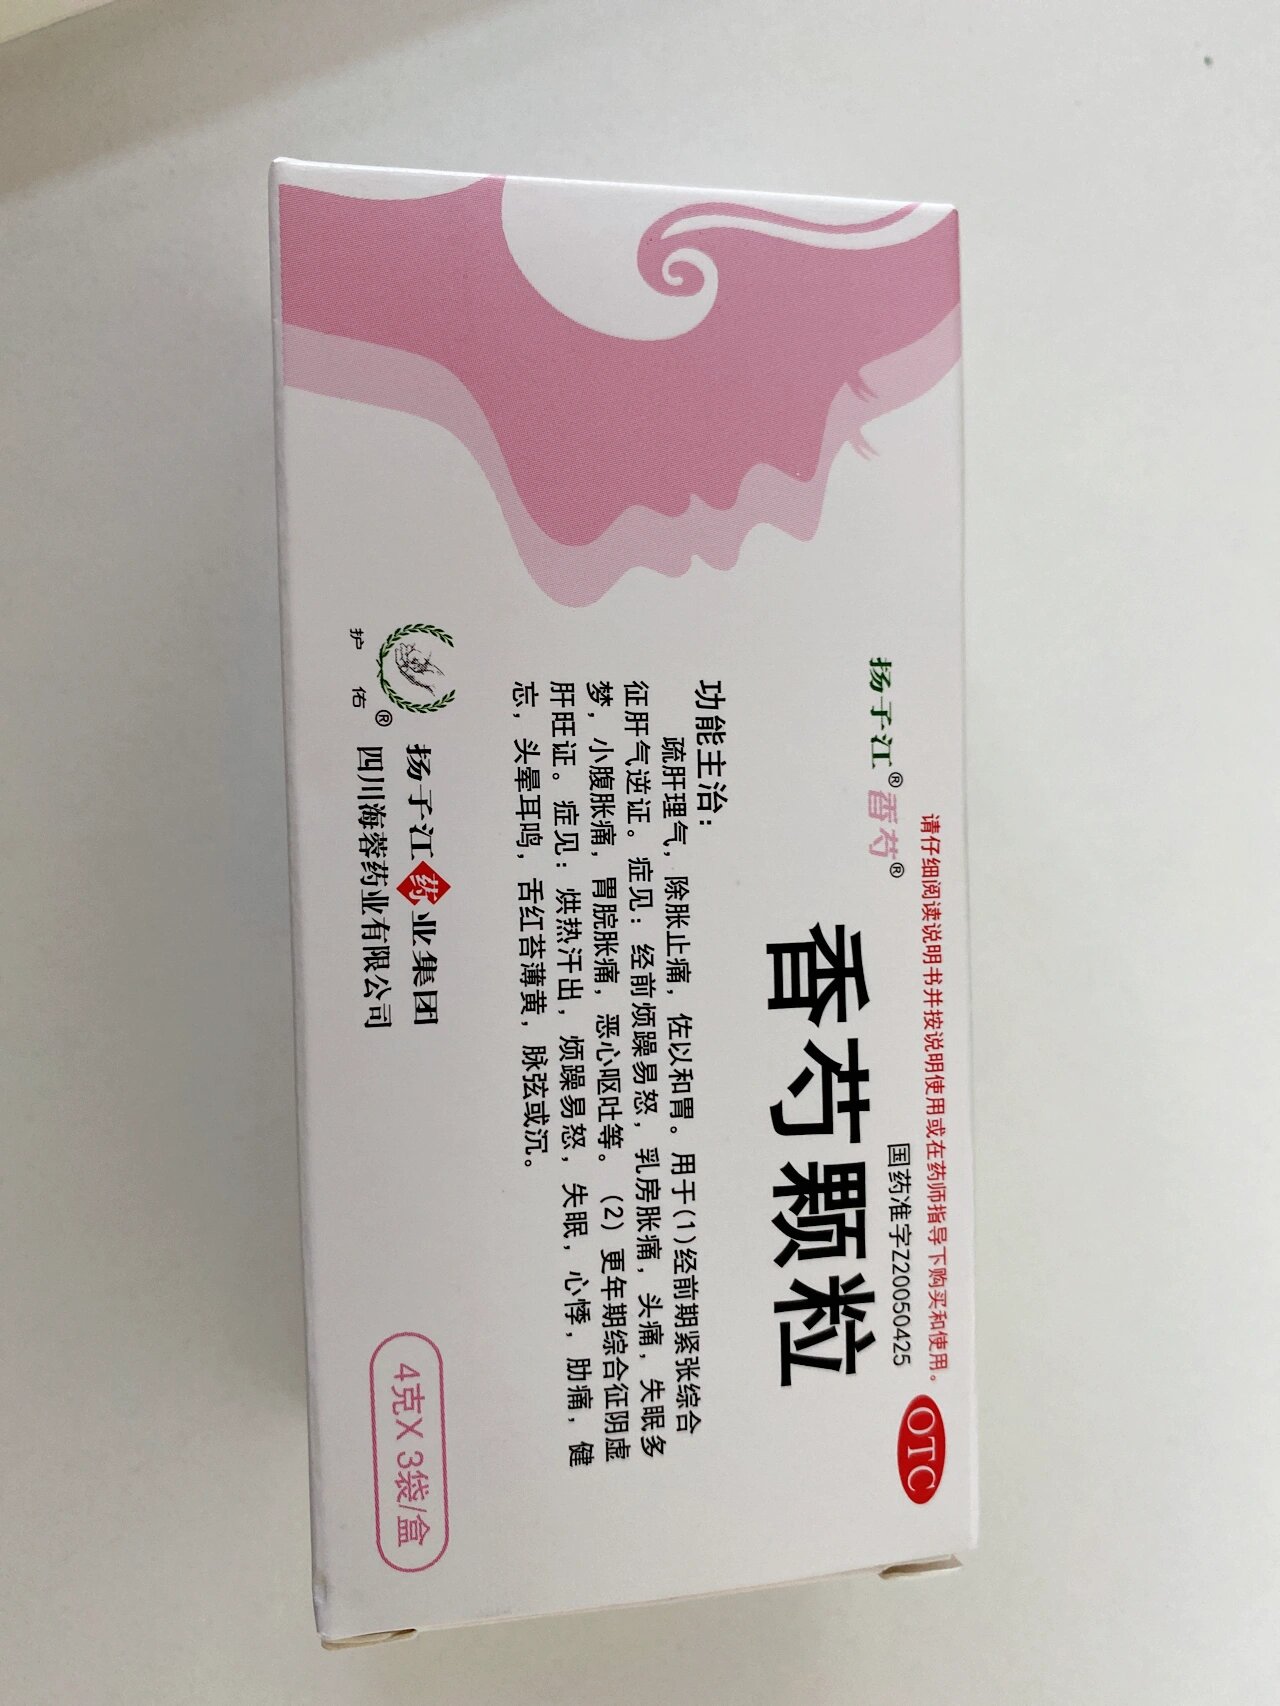 请仔细阅读说明书并按说明使用或在药师指导下购买和使用。
OTC
国药准字Z20050425
扬子江®香芍®
香芍颗粒
功能主治：
疏肝理气，除胀止痛，佐以和胃。用于(1)经前期紧张综合
征肝气逆证。症见：经前烦躁易怒，乳房胀痛，头痛，失眠多
梦，小腹胀痛，胃脘胀痛，恶心呕吐等。（2）更年期综合征阴虚
肝旺证。症见：烘热汗出，烦躁易怒，失眠，心悸，肋痛，健
忘，头晕耳鸣，舌红苔薄黄，脉弦或沉。
扬子江药业集团
四川海蓉药业有限公司
护佑®
4克X 3袋/盒